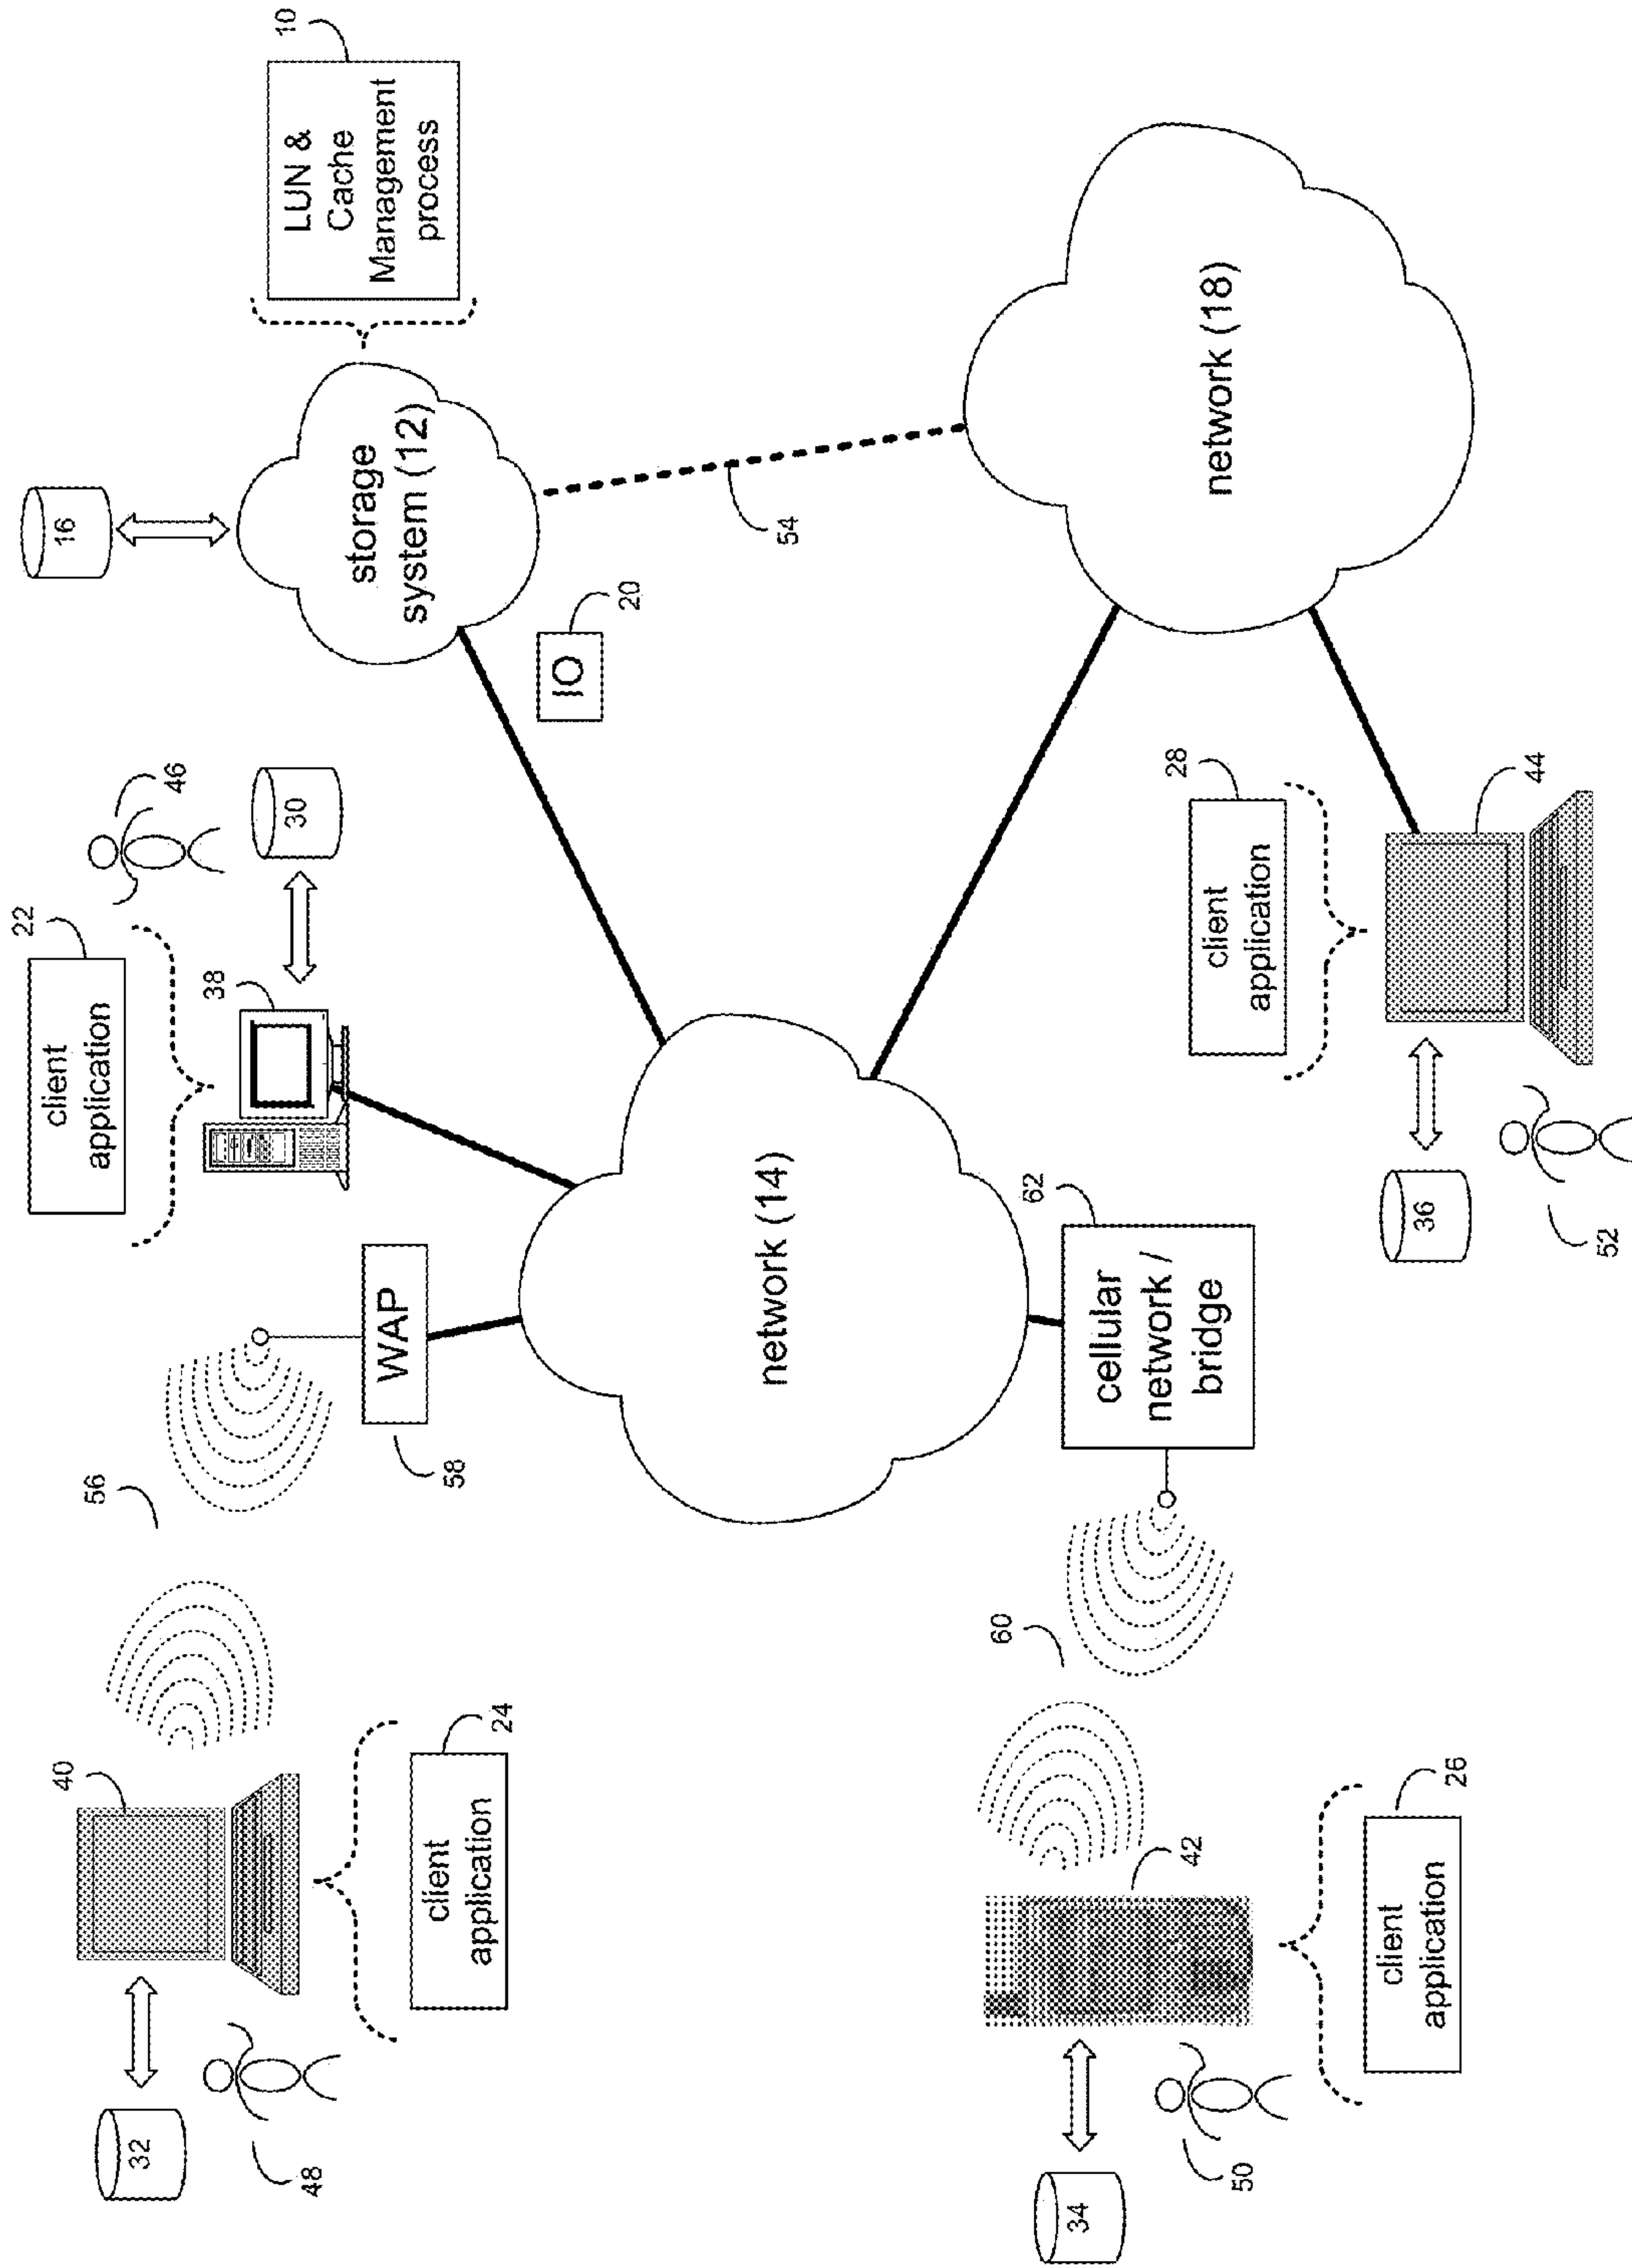 22
client
application
16
40
56
32
46
38
10
LUN &
Cache
Management
process
30
48
storage
system (12)
WAP
58
24
client
application
IO
20
network (14)
54
60
62
cellular
network /
bridge
34
42
50
28
client
application
network (18)
26
client
application
36
44
52